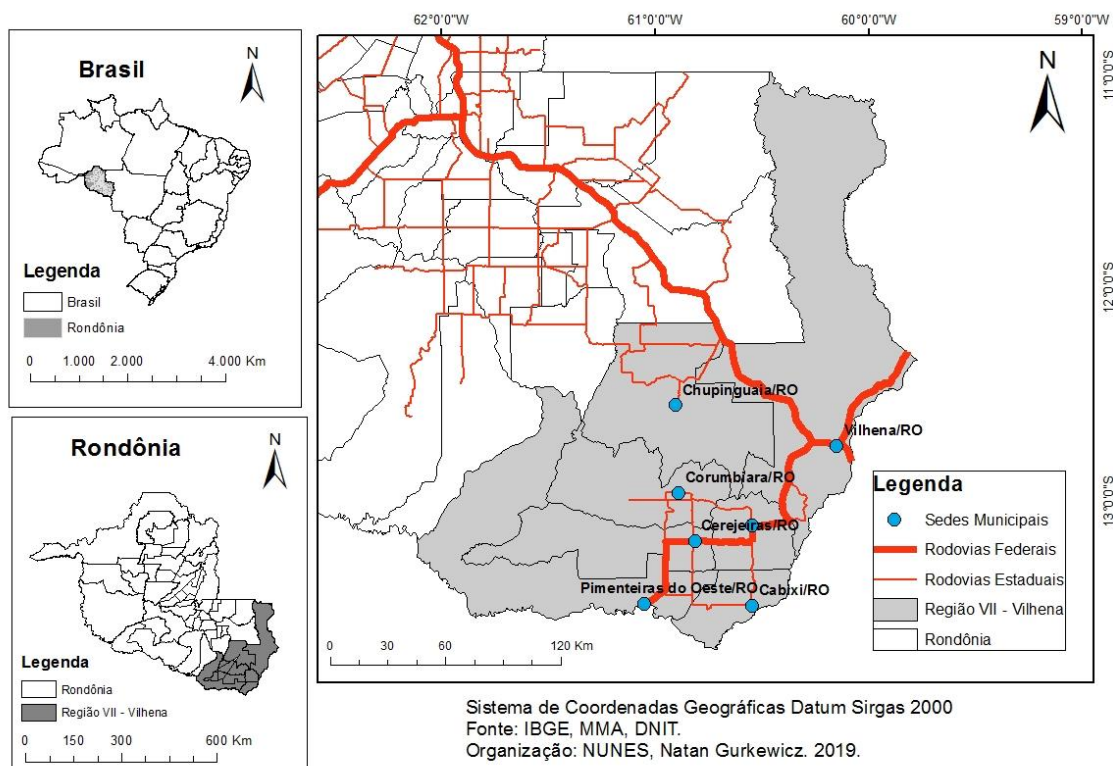 Brasil
N
Legenda
Brasil
Rondônia
0 1.000 2.000 4.000 Km
Rondônia
N
Legenda
Rondônia
Região VII - Vilhena
0 150 300 600 Km
62°0'0"W 61°0'0"W 60°0'0"W 59°0'0"W
11°0'0"S
12°0'0"S
13°0'0"S
N
Chupinguaia/RO
Vilhena/RO
Corumbiara/RO
Cerejeiras/RO
Pimenteiras do Oeste/RO
Cabixi/RO
0 30 60 120 KM
Legenda
Sedes Municipais
Rodovias Federais
Rodovias Estaduais
Região VII - Vilhena
Rondônia
Sistema de Coordenadas Geográficas Datum Sirgas 2000
Fonte: IBGE, MMA, DNIT.
Organização: NUNES, Natan Gurkewicz. 2019.